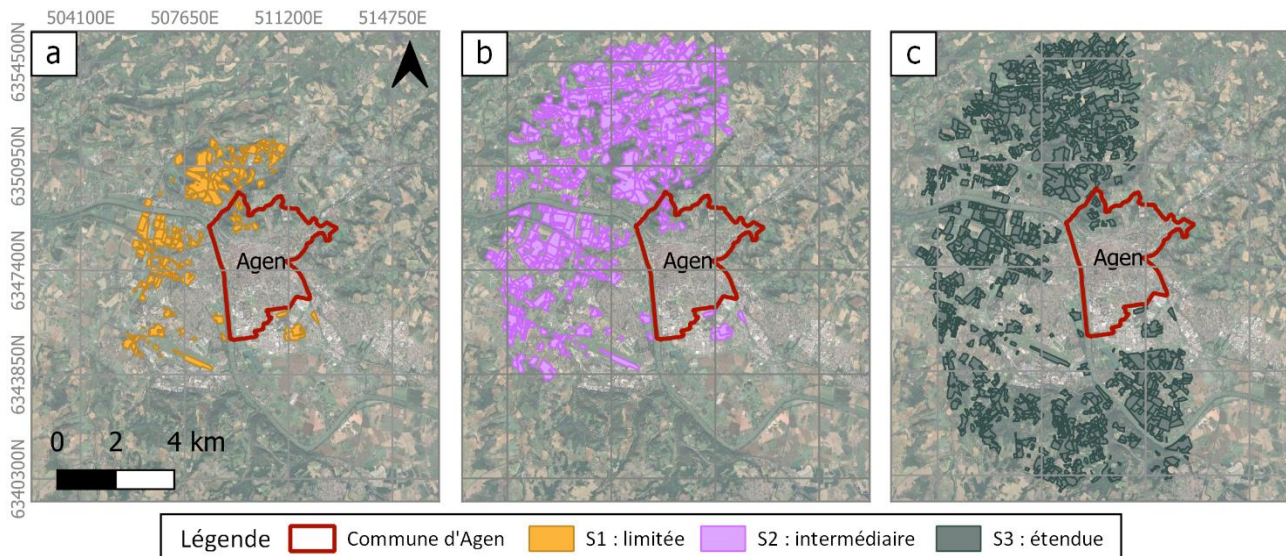 504100E 507650E 511200E 514750E
6354500N
6350950N
6347400N
6343850N
6340300N
a
b
c
Agen
Agen
Agen
0 2 4 km
Légende
Commune d'Agen
S1 : limitée
S2 : intermédiaire
S3 : étendue